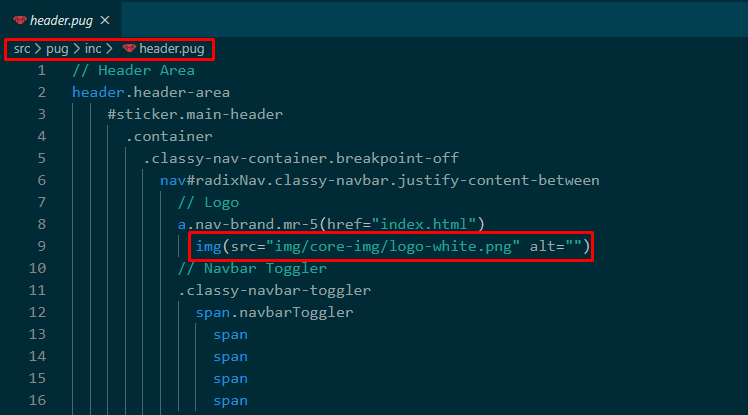 header.pug ×
src > pug > inc > header.pug
1 // Header Area
2 header.header-area
3 #sticker.main-header
4 .container
5 .classy-nav-container.breakpoint-off
6 nav#radixNav.classy-navbar.justify-content-between
7 // Logo
8 a.nav-brand.mr-5(href="index.html")
9 img(src="img/core-img/logo-white.png" alt="")
10 // Navbar Toggler
11 .classy-navbar-toggler
12 span.navbarToggler
13 span
14 span
15 span
16 span